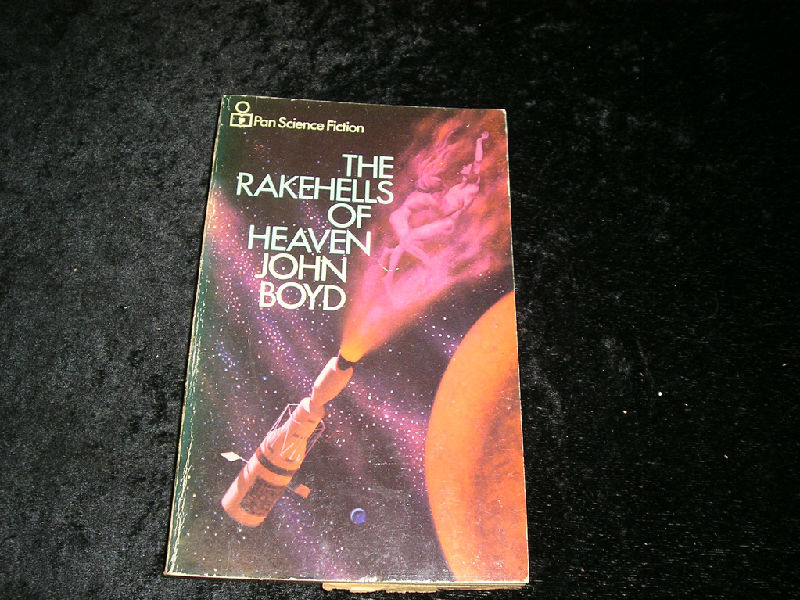 Pan Science Fiction
THE
RAKEHELLS
OF
HEAVEN
JOHN
BOYD